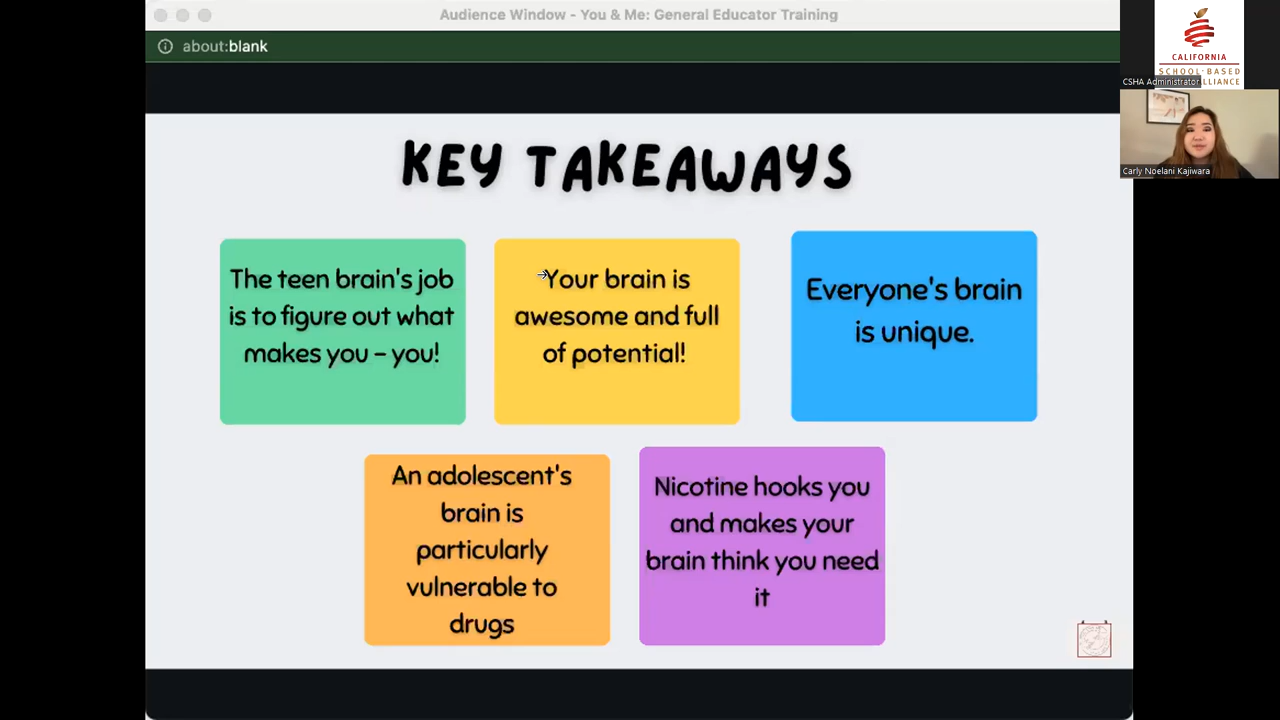 Audience Window - You & Me: General Educator Training
about:blank
KEY TAKEAWAYS
The teen brain's job
is to figure out what
makes you – you!
Your brain is
awesome and full
of potential!
Everyone's brain
is unique.
An adolescent's
brain is
particularly
vulnerable to
drugs
Nicotine hooks you
and makes your
brain think you need
it
CALIFORNIA
SCHOOL-BASED
CSHA Administrator LLIANCE
Carly Noelani Kajiwara